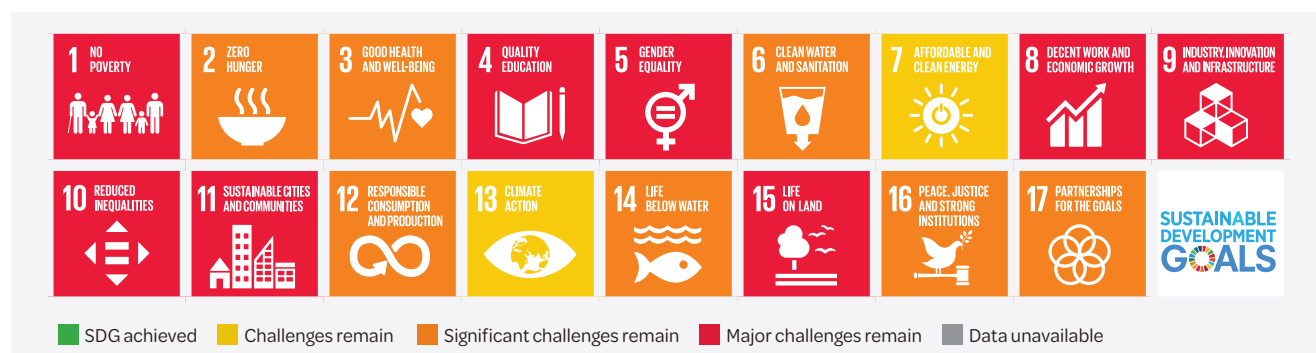 1 NO
POVERTY
2 ZERO
HUNGER
3 GOOD HEALTH
AND WELL-BEING
4 QUALITY
EDUCATION
5 GENDER
EQUALITY
6 CLEAN WATER
AND SANITATION
7 AFFORDABLE AND
CLEAN ENERGY
8 DECENT WORK AND
ECONOMIC GROWTH
9 INDUSTRY, INNOVATION
AND INFRASTRUCTURE
10 REDUCED
INEQUALITIES
11 SUSTAINABLE CITIES
AND COMMUNITIES
12 RESPONSIBLE
CONSUMPTION
AND PRODUCTION
13 CLIMATE
ACTION
14 LIFE
BELOW WATER
15 LIFE
ON LAND
16 PEACE, JUSTICE
AND STRONG
INSTITUTIONS
17 PARTNERSHIPS
FOR THE GOALS
SUSTAINABLE
DEVELOPMENT
GOALS
SDG achieved
Challenges remain
Significant challenges remain
Major challenges remain
Data unavailable